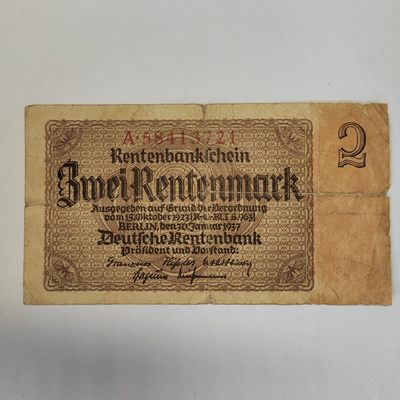 A·58413721
Rentenbankschein
2
Zwei Rentenmark
Ausgegeben auf Grund der Verordnung
vom 15. Oktober 1923 (R.G.Bl. I S. 963)
BERLIN, den 30. Januar 1937
Deutsche Rentenbank
Präsident und Vorstand: